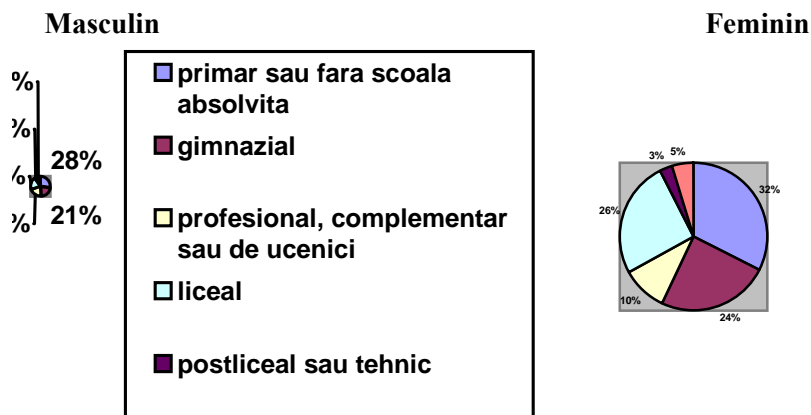 Masculin
Feminin
%
%
28%
%
21%
%
primar sau fara scoala
absolvita
gimnazial
profesional, complementar
sau de ucenici
liceal
postliceal sau tehnic
3%
5%
32%
26%
10%
24%